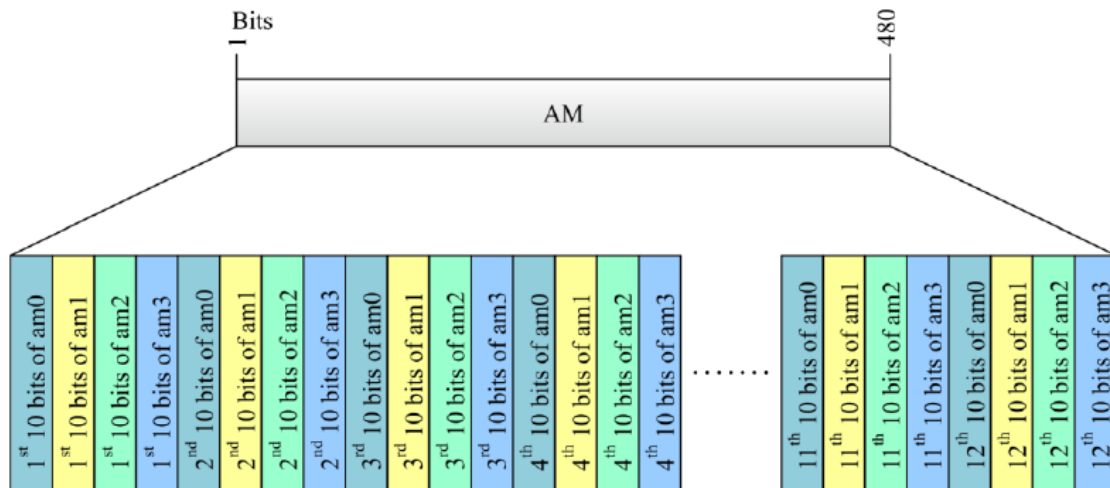 Bits
1
480
AM
1st 10 bits of am0
1st 10 bits of am1
1st 10 bits of am2
1st 10 bits of am3
2nd 10 bits of am0
2nd 10 bits of am1
2nd 10 bits of am2
2nd 10 bits of am3
3rd 10 bits of am0
3rd 10 bits of am1
3rd 10 bits of am2
3rd 10 bits of am3
4th 10 bits of am0
4th 10 bits of am1
4th 10 bits of am2
4th 10 bits of am3
........
11th 10 bits of am0
11th 10 bits of am1
11th 10 bits of am2
11th 10 bits of am3
12th 10 bits of am0
12th 10 bits of am1
12th 10 bits of am2
12th 10 bits of am3